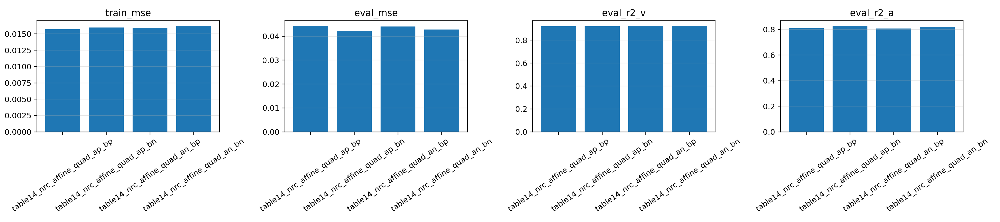 train_mse
0.0150
0.0125
0.0100
0.0075
0.0050
0.0025
0.0000
table14_nrc_affine_quad_ap_bp
table14_nrc_affine_quad_ap_bn
table14_nrc_affine_quad_an_bp
table14_nrc_affine_quad_an_bn
eval_mse
0.04
0.03
0.02
0.01
0.00
table14_nrc_affine_quad_ap_bp
table14_nrc_affine_quad_ap_bn
table14_nrc_affine_quad_an_bp
table14_nrc_affine_quad_an_bn
eval_r2_v
0.8
0.6
0.4
0.2
0.0
table14_nrc_affine_quad_ap_bp
table14_nrc_affine_quad_ap_bn
table14_nrc_affine_quad_an_bp
table14_nrc_affine_quad_an_bn
eval_r2_a
0.8
0.6
0.4
0.2
0.0
table14_nrc_affine_quad_ap_bp
table14_nrc_affine_quad_ap_bn
table14_nrc_affine_quad_an_bp
table14_nrc_affine_quad_an_bn